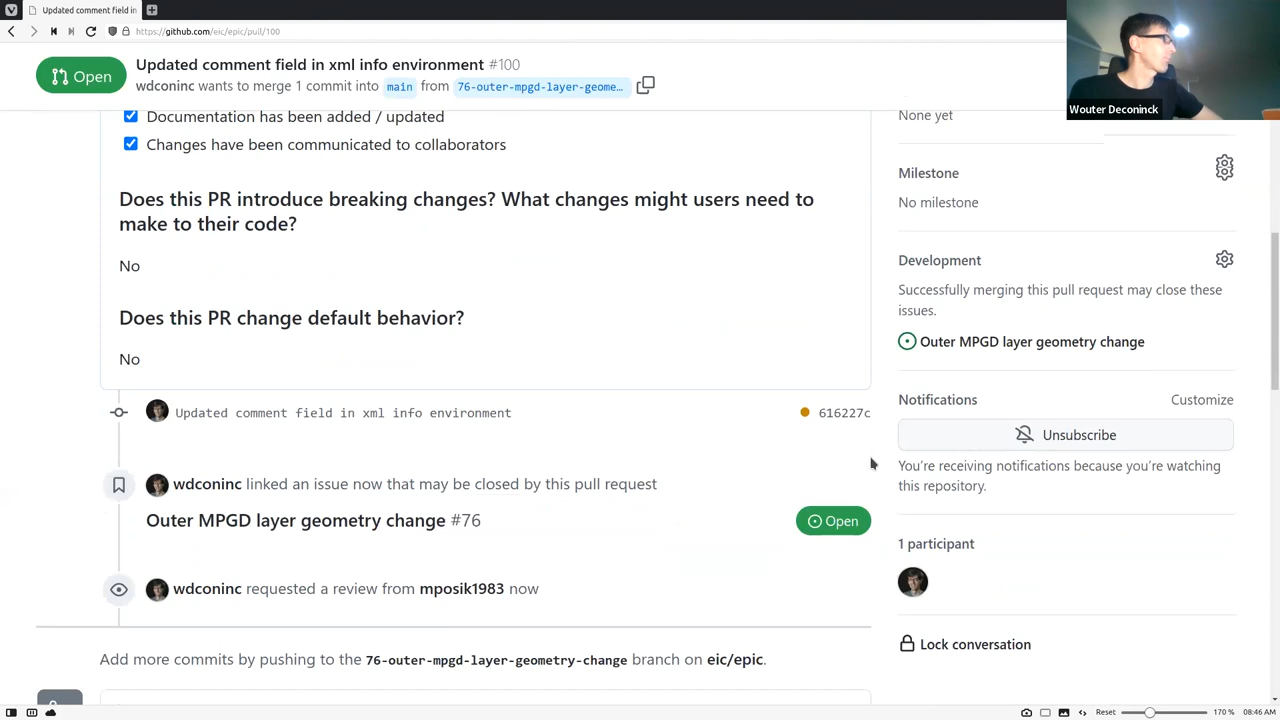 Updated comment field in
https://github.com/eic/epic/pull/100
Open
Updated comment field in xml info environment #100
wdconinc wants to merge 1 commit into main from 76-outer-mpgd-layer-geome...
Wouter Deconinck
Documentation has been added / updated
Changes have been communicated to collaborators
Does this PR introduce breaking changes? What changes might users need to
make to their code?
No
Does this PR change default behavior?
No
Updated comment field in xml info environment 616227c
wdconinc linked an issue now that may be closed by this pull request
Outer MPGD layer geometry change #76
Open
wdconinc requested a review from mposik1983 now
Add more commits by pushing to the 76-outer-mpgd-layer-geometry-change branch on eic/epic.
None yet
Milestone
No milestone
Development
Successfully merging this pull request may close these
issues.
Outer MPGD layer geometry change
Notifications Customize
Unsubscribe
You're receiving notifications because you're watching
this repository.
1 participant
Lock conversation
Reset 170 % 08:46 AM